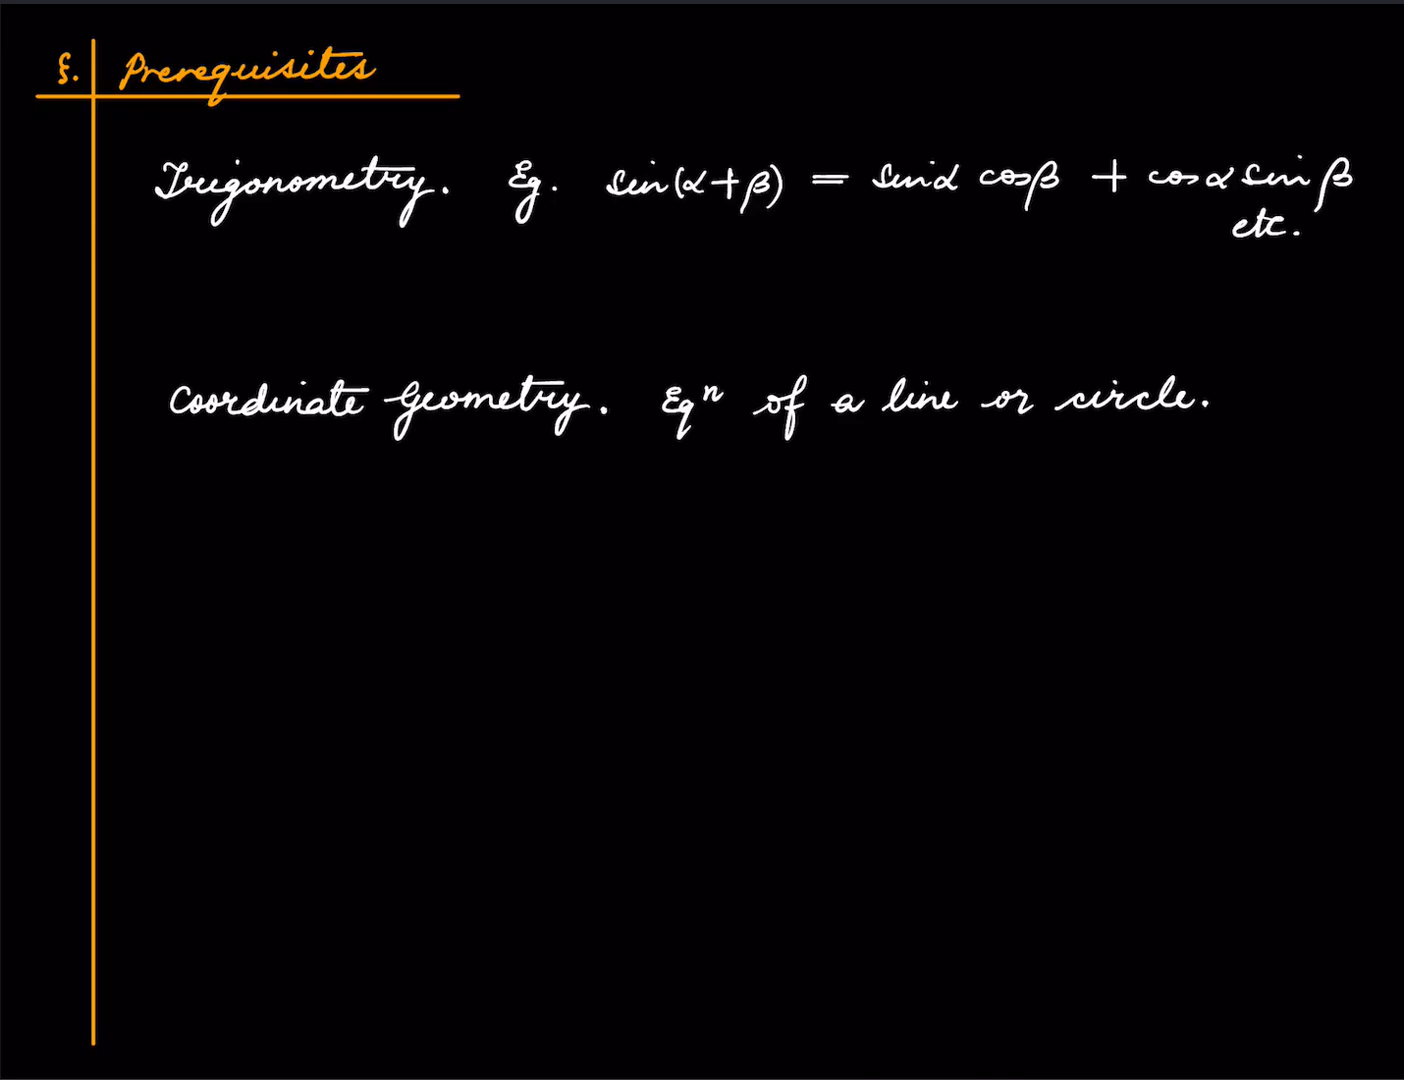 §. Prerequisites
Trigonometry. Eg. sin(α+β) = sinα cosβ + cosα sinβ
etc.
Coordinate geometry. Eqⁿ of a line or circle.